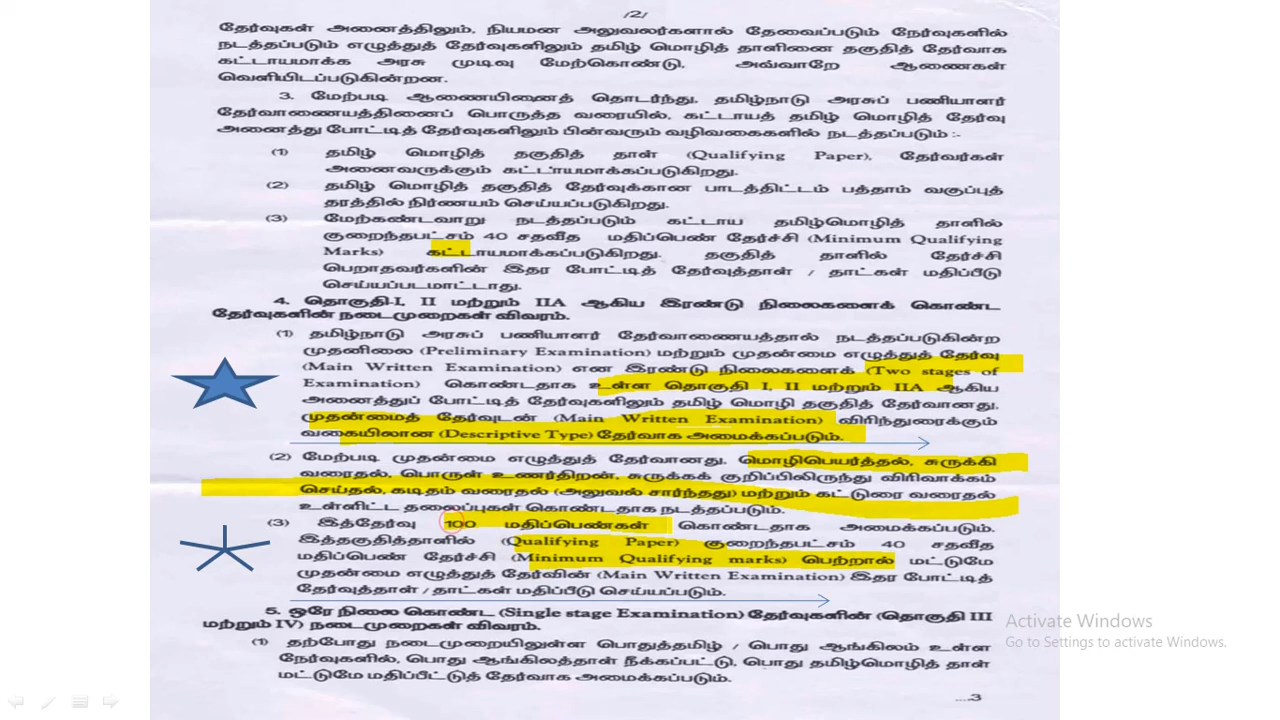 /2/
தேர்வுகள் அனைத்திலும், நியமன அலுவலர்களால் தேவைப்படும் நேர்வுகளில்
நடத்தப்படும் எழுத்துத் தேர்வுகளிலும் தமிழ் மொழித் தாளினை தகுதித் தேர்வாக
கட்டாயமாக்க அரசு முடிவு மேற்கொண்டு, அவ்வாறே ஆணைகள்
வெளியிடப்படுகின்றன.
3. மேற்படி ஆணையினைத் தொடர்ந்து, தமிழ்நாடு அரசுப் பணியாளர்
தேர்வாணையத்தினைப் பொருத்த வரையில், கட்டாயத் தமிழ் மொழித் தேர்வு
அனைத்து போட்டித் தேர்வுகளிலும் பின்வரும் வழிவகைகளில் நடத்தப்படும் :-
(1) தமிழ் மொழித் தகுதித் தாள் (Qualifying Paper), தேர்வர்கள்
அனைவருக்கும் கட்டாயமாக்கப்படுகிறது.
(2) தமிழ் மொழித் தகுதித் தேர்வுக்கான பாடத்திட்டம் பத்தாம் வகுப்புத்
தரத்தில் நிர்ணயம் செய்யப்படுகிறது.
(3) மேற்கண்டவாறு நடத்தப்படும் கட்டாய தமிழ்மொழித் தாளில்
குறைந்தபட்சம் 40 சதவீத மதிப்பெண் தேர்ச்சி (Minimum Qualifying
Marks) கட்டாயமாக்கப்படுகிறது. தகுதித் தாளில் தேர்ச்சி
பெறாதவர்களின் இதர போட்டித் தேர்வுத்தாள் / தாட்கள் மதிப்பீடு
செய்யப்படமாட்டாது.
4. தொகுதி-I, II மற்றும் IIA ஆகிய இரண்டு நிலைகளைக் கொண்ட
தேர்வுகளின் நடைமுறைகள் விவரம்.
(1) தமிழ்நாடு அரசுப் பணியாளர் தேர்வாணையத்தால் நடத்தப்படுகின்ற
முதனிலை (Preliminary Examination) மற்றும் முதன்மை எழுத்துத் தேர்வு
(Main Written Examination) என இரண்டு நிலைகளைக் (Two stages of
Examination) கொண்டதாக உள்ள தொகுதி I, II மற்றும் IIA ஆகிய
அனைத்துப் போட்டித் தேர்வுகளிலும் தமிழ் மொழி தகுதித் தேர்வானது,
முதன்மைத் தேர்வுடன் (Main Written Examination) விரிந்துரைக்கும்
வகையிலான (Descriptive Type) தேர்வாக அமைக்கப்படும்.
(2) மேற்படி முதன்மை எழுத்துத் தேர்வானது, மொழிபெயர்த்தல், சுருக்கி
வரைதல், பொருள் உணர்திறன், சுருக்கக் குறிப்பிலிருந்து விரிவாக்கம்
செய்தல், கடிதம் வரைதல் (அலுவல் சார்ந்தது) மற்றும் கட்டுரை வரைதல்
உள்ளிட்ட தலைப்புகள் கொண்டதாக நடத்தப்படும்.
(3) இத்தேர்வு 100 மதிப்பெண்கள் கொண்டதாக அமைக்கப்படும்.
இத்தகுதித்தாளில் (Qualifying Paper) குறைந்தபட்சம் 40 சதவீத
மதிப்பெண் தேர்ச்சி (Minimum Qualifying marks) பெற்றால் மட்டுமே
முதன்மை எழுத்துத் தேர்வின் (Main Written Examination) இதர போட்டித்
தேர்வுத்தாள் / தாட்கள் மதிப்பீடு செய்யப்படும்.
5. ஒரே நிலை கொண்ட (Single stage Examination) தேர்வுகளின் (தொகுதி III
மற்றும் IV) நடைமுறைகள் விவரம்.
(1) தற்போது நடைமுறையிலுள்ள பொதுத்தமிழ் / பொது ஆங்கிலம் உள்ள
நேர்வுகளில், பொது ஆங்கிலத்தாள் நீக்கப்பட்டு, பொது தமிழ்மொழித் தாள்
மட்டுமே மதிப்பீட்டுத் தேர்வாக அமைக்கப்படும்.
....3
Activate Windows
Go to Settings to activate Windows.